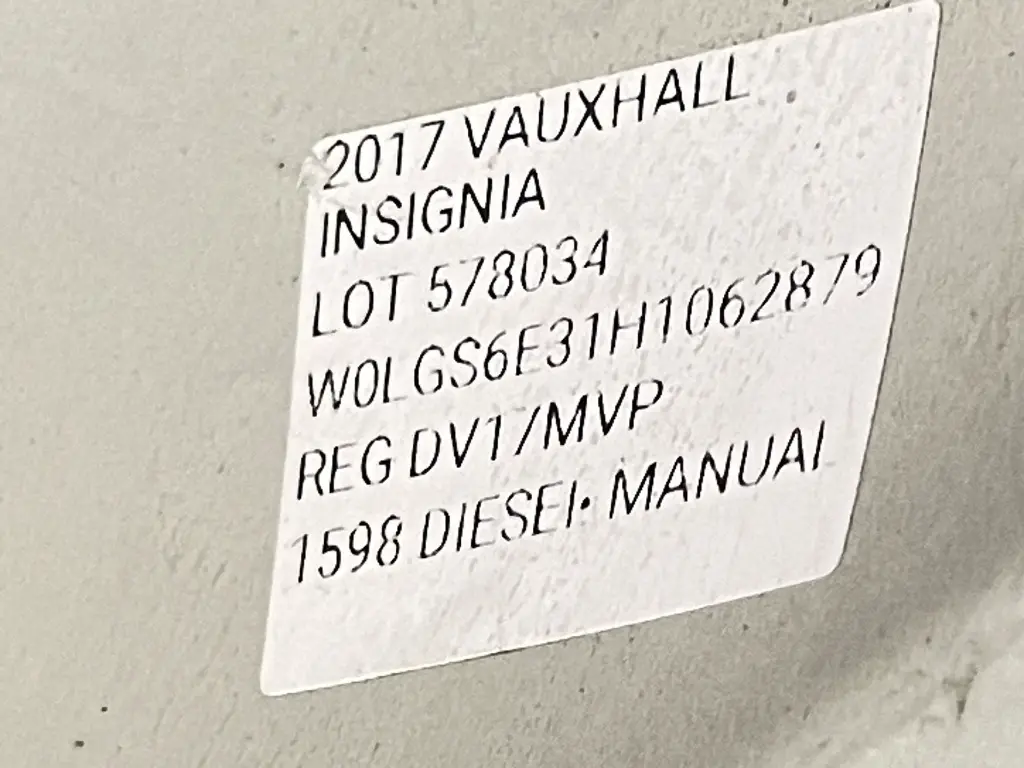 2017 VAUXHALL
INSIGNIA
LOT 578034
W0LGS6E31H1062879
REG DV17MVP
1598 DIESEL • MANUAL